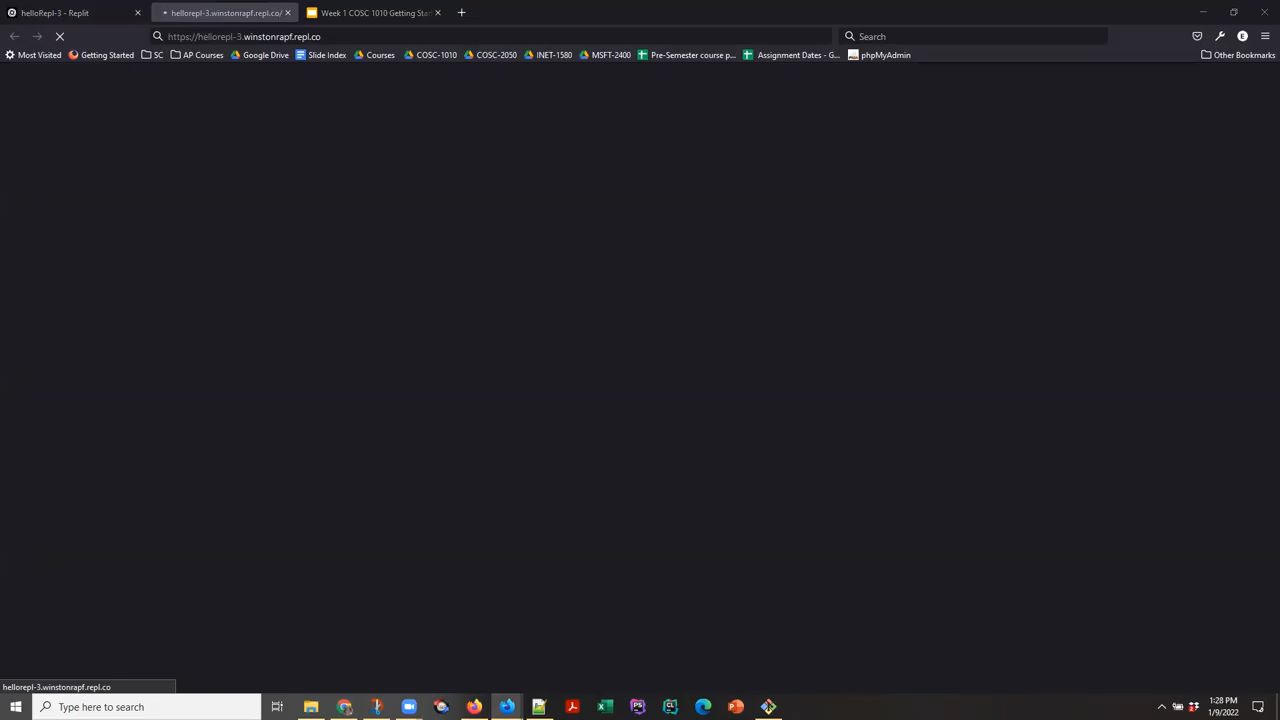 helloRepl-3 - Replit
hellorepl-3.winstonrapf.repl.co/
Week 1 COSC 1010 Getting Star
https://hellorepl-3.winstonrapf.repl.co
Search
Most Visited
Getting Started
SC
AP Courses
Google Drive
Slide Index
Courses
COSC-1010
COSC-2050
INET-1580
MSFT-2400
Pre-Semester course p...
Assignment Dates - G...
phpMyAdmin
Other Bookmarks
hellorepl-3.winstonrapf.repl.co
Type here to search
PS
CL
1:28 PM
1/9/2022